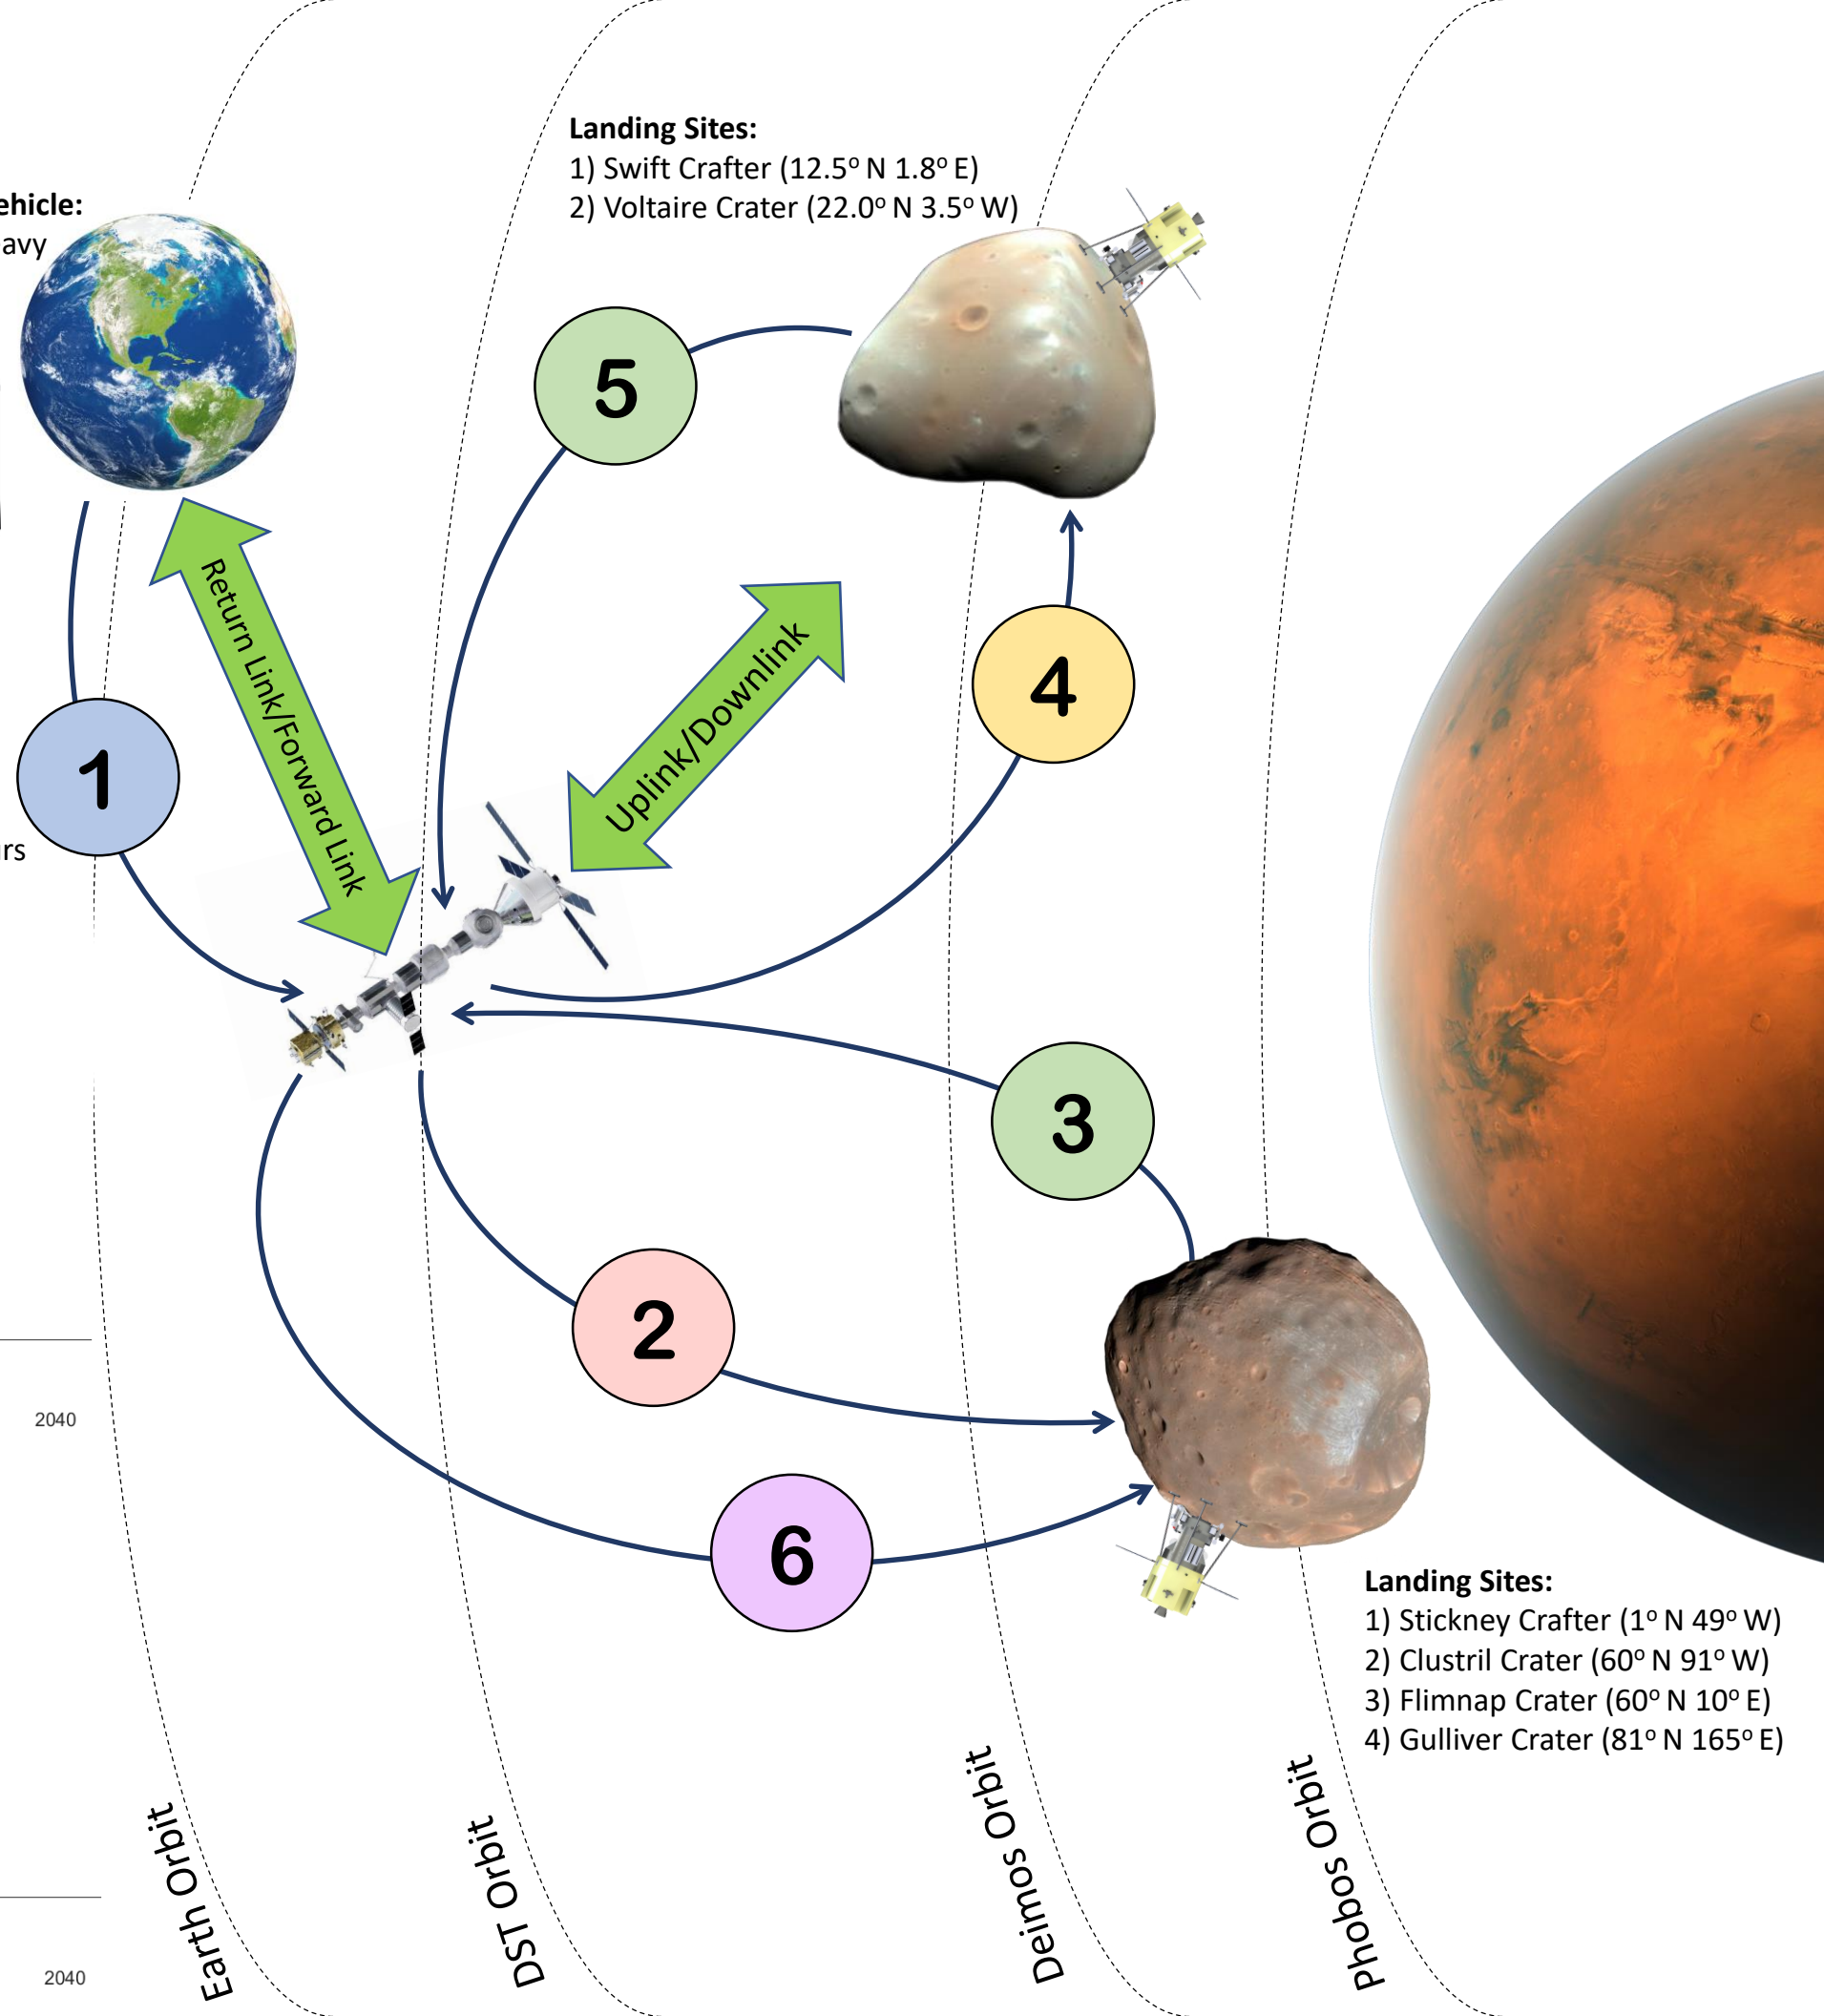 Landing Sites:
1) Swift Crafter (12.5° N 1.8° E)
2) Voltaire Crater (22.0° N 3.5° W)
5
Return Link/Forward Link
Uplink/Downlink
4
1
3
2
2040
6
Landing Sites:
1) Stickney Crafter (1° N 49° W)
2) Clustril Crater (60° N 91° W)
3) Flimnap Crater (60° N 10° E)
4) Gulliver Crater (81° N 165° E)
Earth Orbit
DST Orbit
Deimos Orbit
Phobos Orbit
2040